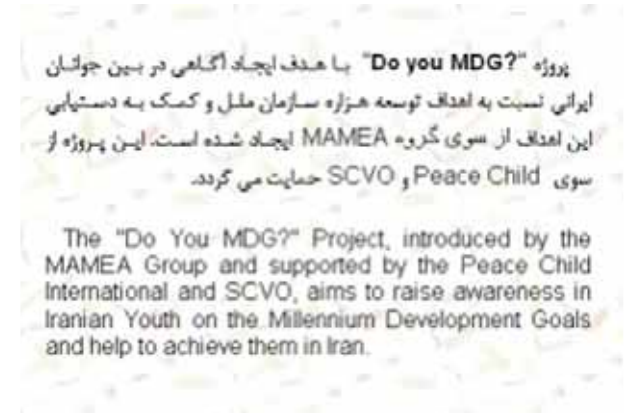 پروژه "Do you MDG?" با هدف ایجاد آگاهی در بین جوانان
ایرانی نسبت به اهداف توسعه هزاره سازمان ملل و کمک به دستیابی
این اهداف از سوی گروه MAMEA ایجاد شده است. این پروژه از
سوی Peace Child و SCVO حمایت می گردد.
The "Do You MDG?" Project, introduced by the
MAMEA Group and supported by the Peace Child
International and SCVO, aims to raise awareness in
Iranian Youth on the Millennium Development Goals
and help to achieve them in Iran.